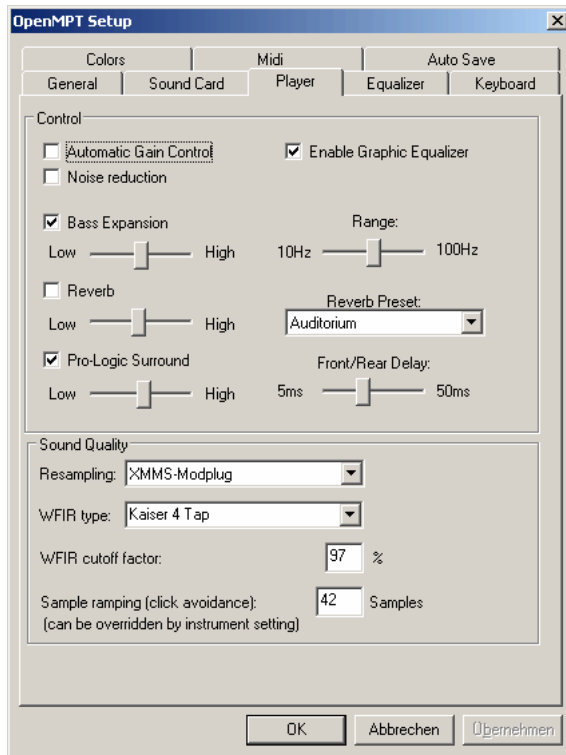 OpenMPT Setup
Colors Midi Auto Save
General Sound Card Player Equalizer Keyboard
Control
Automatic Gain Control Enable Graphic Equalizer
Noise reduction
Bass Expansion Range:
Low High 10Hz 100Hz
Reverb Reverb Preset:
Low High Auditorium
Pro-Logic Surround Front/Rear Delay:
Low High 5ms 50ms
Sound Quality
Resampling: XMMS-Modplug
WFIR type: Kaiser 4 Tap
WFIR cutoff factor: 97 %
Sample ramping (click avoidance): 42 Samples
(can be overridden by instrument setting)
OK Abbrechen Übernehmen